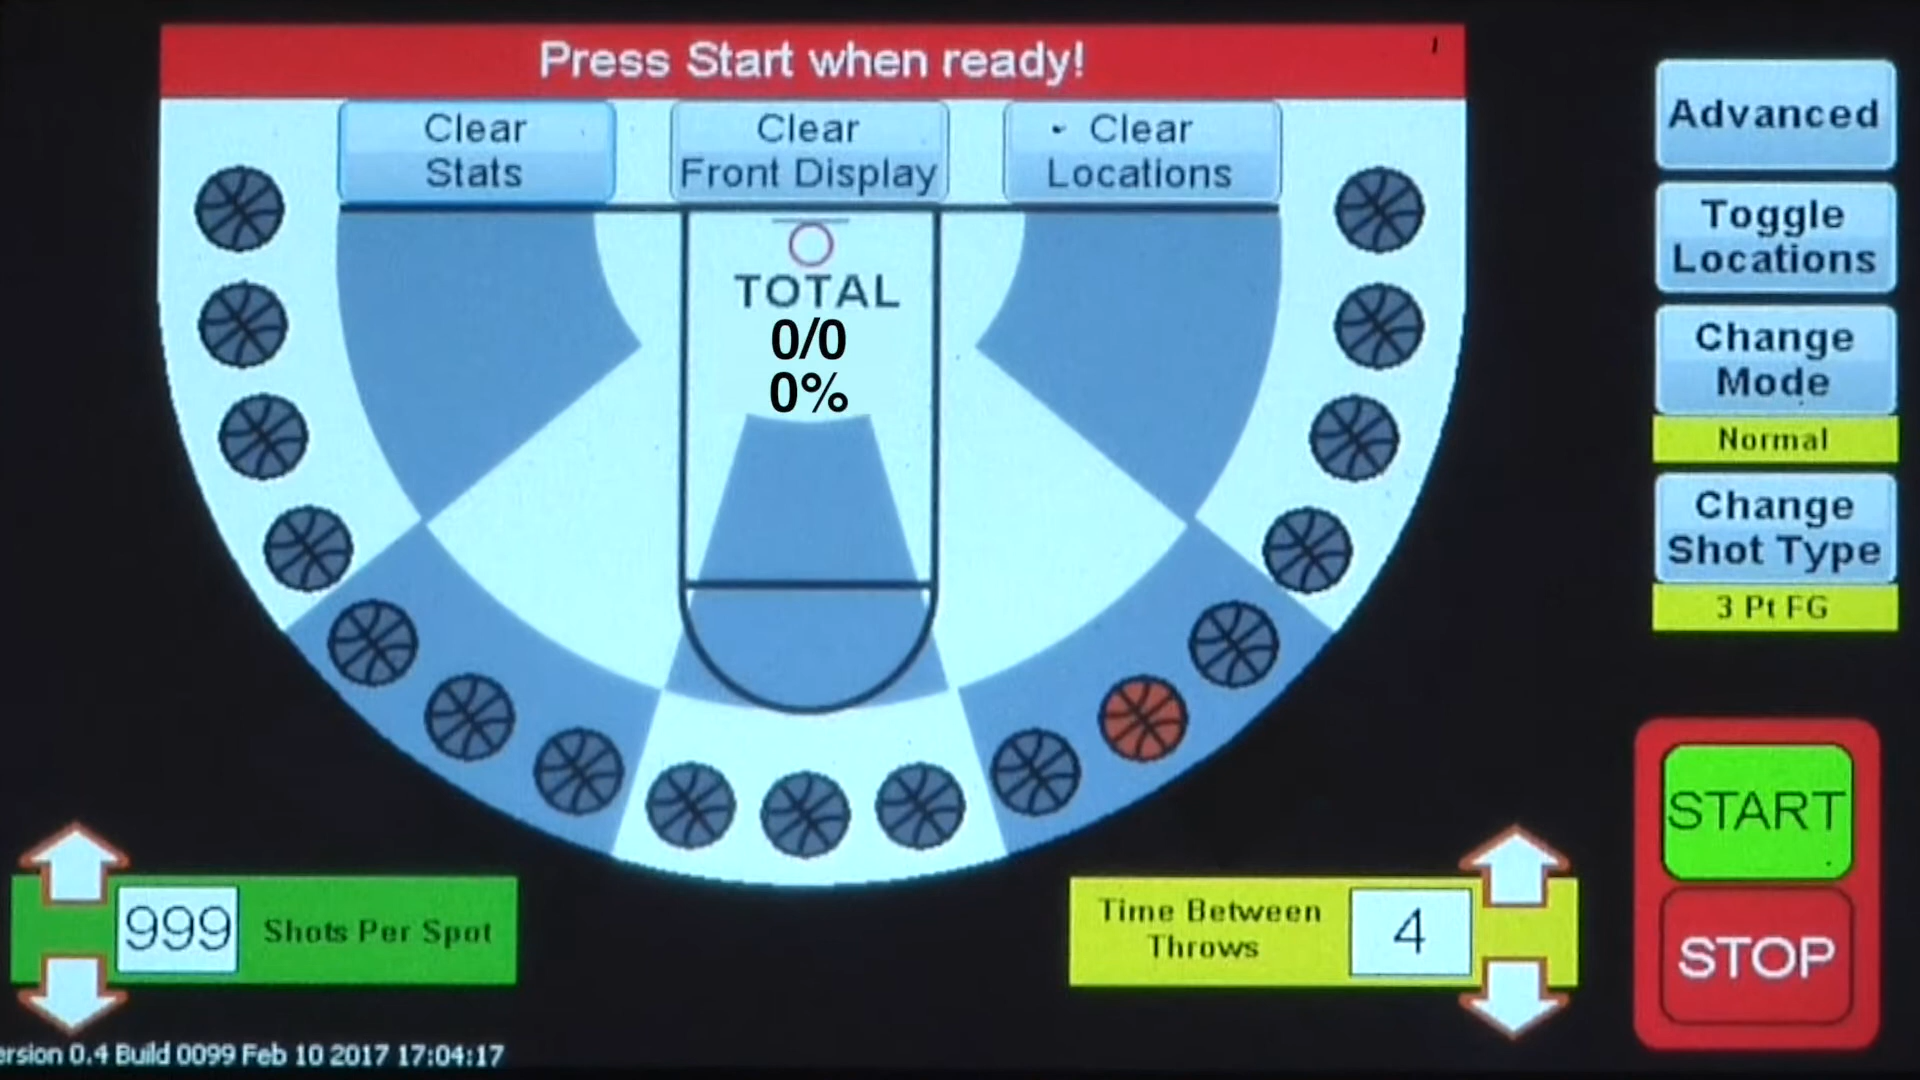 Press Start when ready!
Clear
Stats
Clear
Front Display
Clear
Locations
TOTAL
0/0
0%
Advanced
Toggle
Locations
Change
Mode
Normal
Change
Shot Type
3 Pt FG
START
STOP
999
Shots Per Spot
Time Between
Throws
4
ersion 0.4 Build 0099 Feb 10 2017 17:04:17